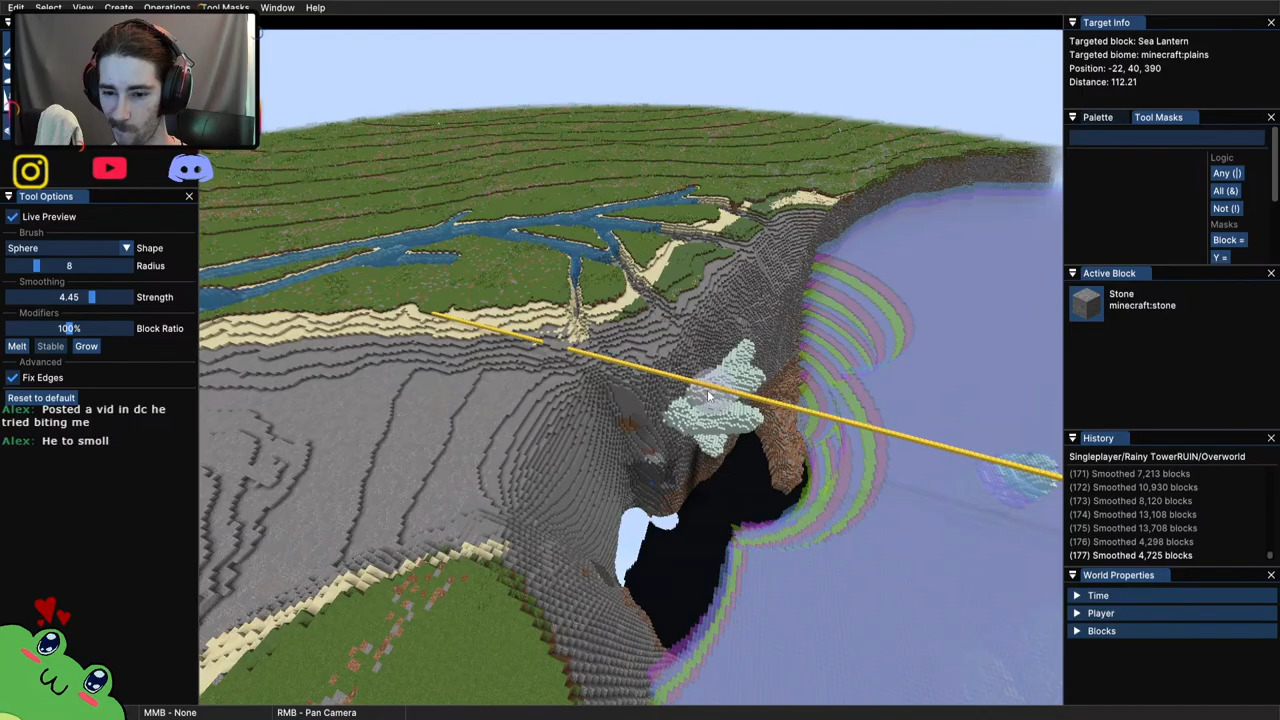 Edit Select View Create Operations Tool Masks Window Help
Target Info
Targeted block: Sea Lantern
Targeted biome: minecraft:plains
Position: -22, 40, 390
Distance: 112.21
Palette Tool Masks
Logic
Any (|)
All (&)
Not (!)
Masks
Block =
Y =
Tool Options
Live Preview
Brush
Sphere Shape
8 Radius
Smoothing
4.45 Strength
Modifiers
100% Block Ratio
Melt Stable Grow
Advanced
Fix Edges
Reset to default
Alex: Posted a vid in dc he
tried biting me
Alex: He to smoll
Active Block
Stone
minecraft:stone
History
Singleplayer/Rainy TowerRUIN/Overworld
(171) Smoothed 7,213 blocks
(172) Smoothed 10,930 blocks
(173) Smoothed 8,120 blocks
(174) Smoothed 13,108 blocks
(175) Smoothed 13,708 blocks
(176) Smoothed 4,298 blocks
(177) Smoothed 4,725 blocks
World Properties
Time
Player
Blocks
MMB - None RMB - Pan Camera